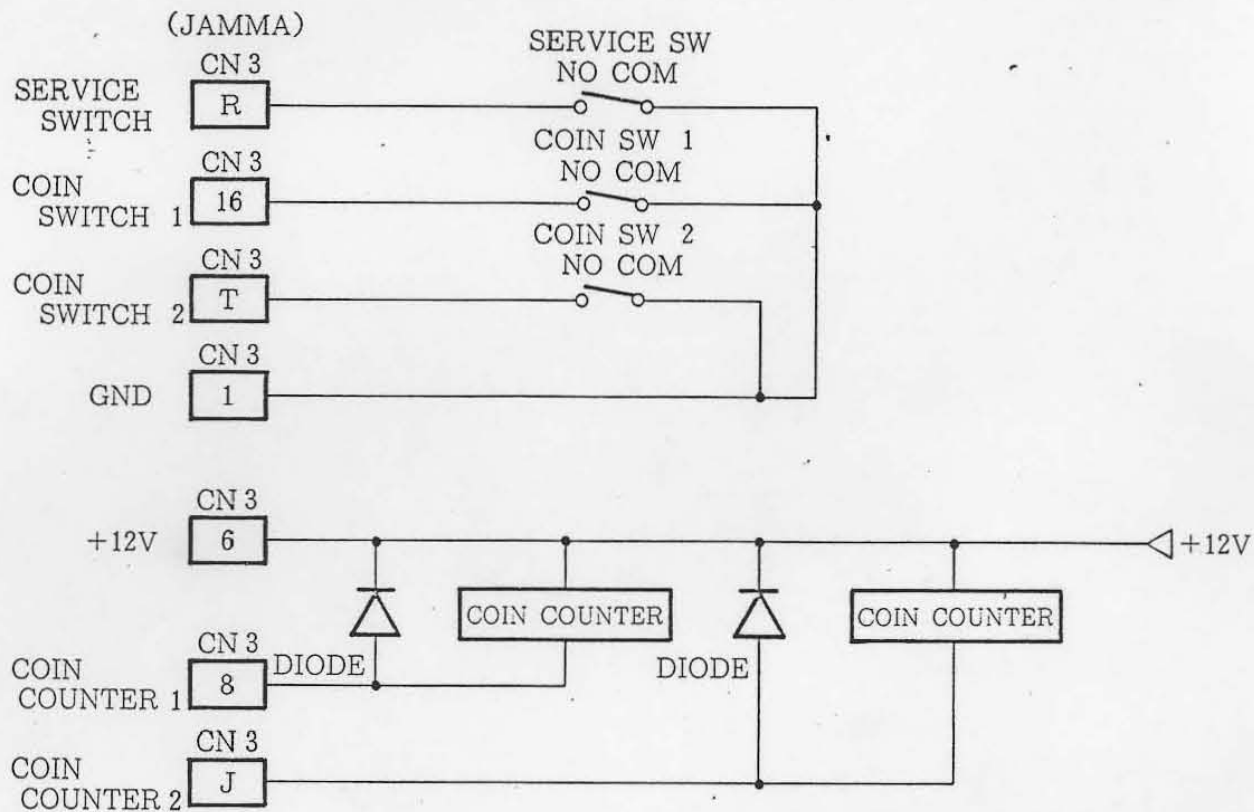 (JAMMA)
SERVICE SWITCH
CN 3
R
SERVICE SW
NO COM
COIN SWITCH 1
CN 3
16
COIN SW 1
NO COM
COIN SWITCH 2
CN 3
T
COIN SW 2
NO COM
GND
CN 3
1
+12V
CN 3
6
+12V
COIN COUNTER
COIN COUNTER
DIODE
DIODE
COIN COUNTER 1
CN 3
8
COIN COUNTER 2
CN 3
J